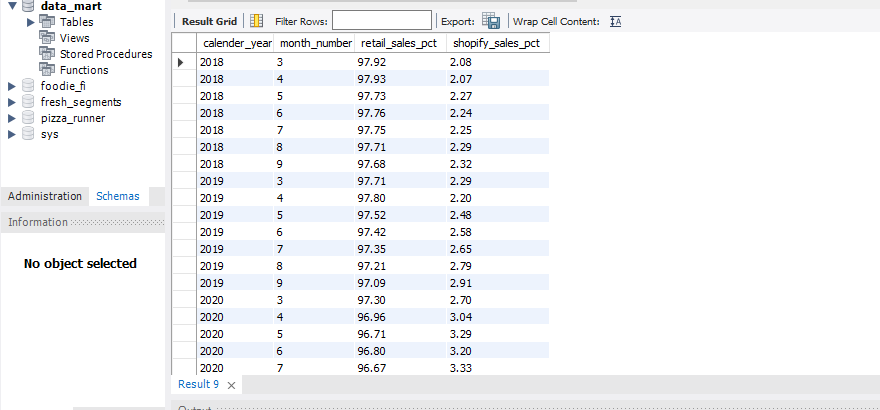 data_mart
Tables
Views
Stored Procedures
Functions
foodie_fi
fresh_segments
pizza_runner
sys
Administration Schemas
Information
No object selected
Result Grid Filter Rows: Export: Wrap Cell Content: IA
calender_year month_number retail_sales_pct shopify_sales_pct
2018 3 97.92 2.08
2018 4 97.93 2.07
2018 5 97.73 2.27
2018 6 97.76 2.24
2018 7 97.75 2.25
2018 8 97.71 2.29
2018 9 97.68 2.32
2019 3 97.71 2.29
2019 4 97.80 2.20
2019 5 97.52 2.48
2019 6 97.42 2.58
2019 7 97.35 2.65
2019 8 97.21 2.79
2019 9 97.09 2.91
2020 3 97.30 2.70
2020 4 96.96 3.04
2020 5 96.71 3.29
2020 6 96.80 3.20
2020 7 96.67 3.33
Result 9
Output